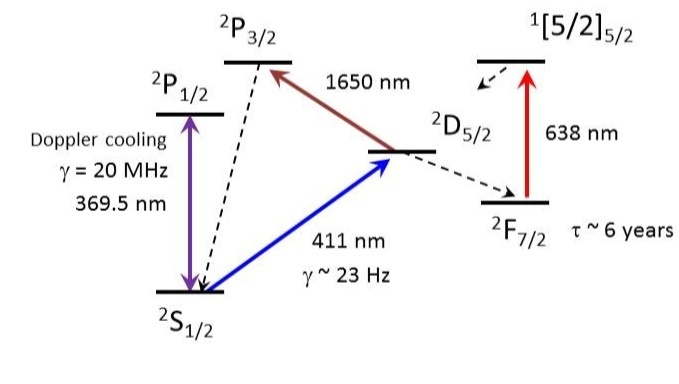 ²P₃/₂
¹[5/2]₅/₂
²P₁/₂
1650 nm
²D₅/₂
Doppler cooling
γ = 20 MHz
369.5 nm
638 nm
411 nm
γ ~ 23 Hz
²F₇/₂
τ ~ 6 years
²S₁/₂